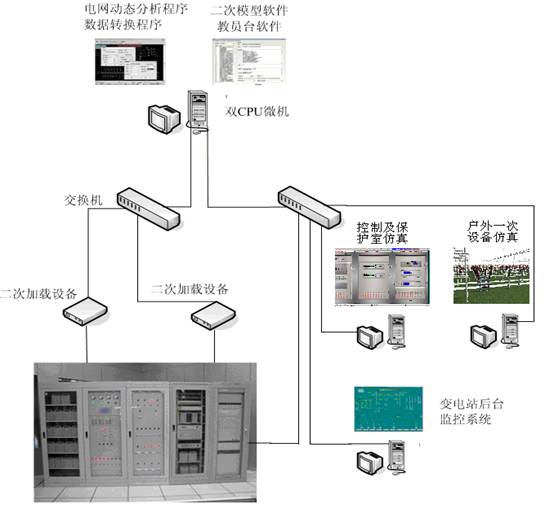 电网动态分析程序
数据转换程序
二次模型软件
教员台软件
双CPU微机
交换机
控制及保
护室仿真
户外一次
设备仿真
二次加载设备
二次加载设备
变电站后台
监控系统